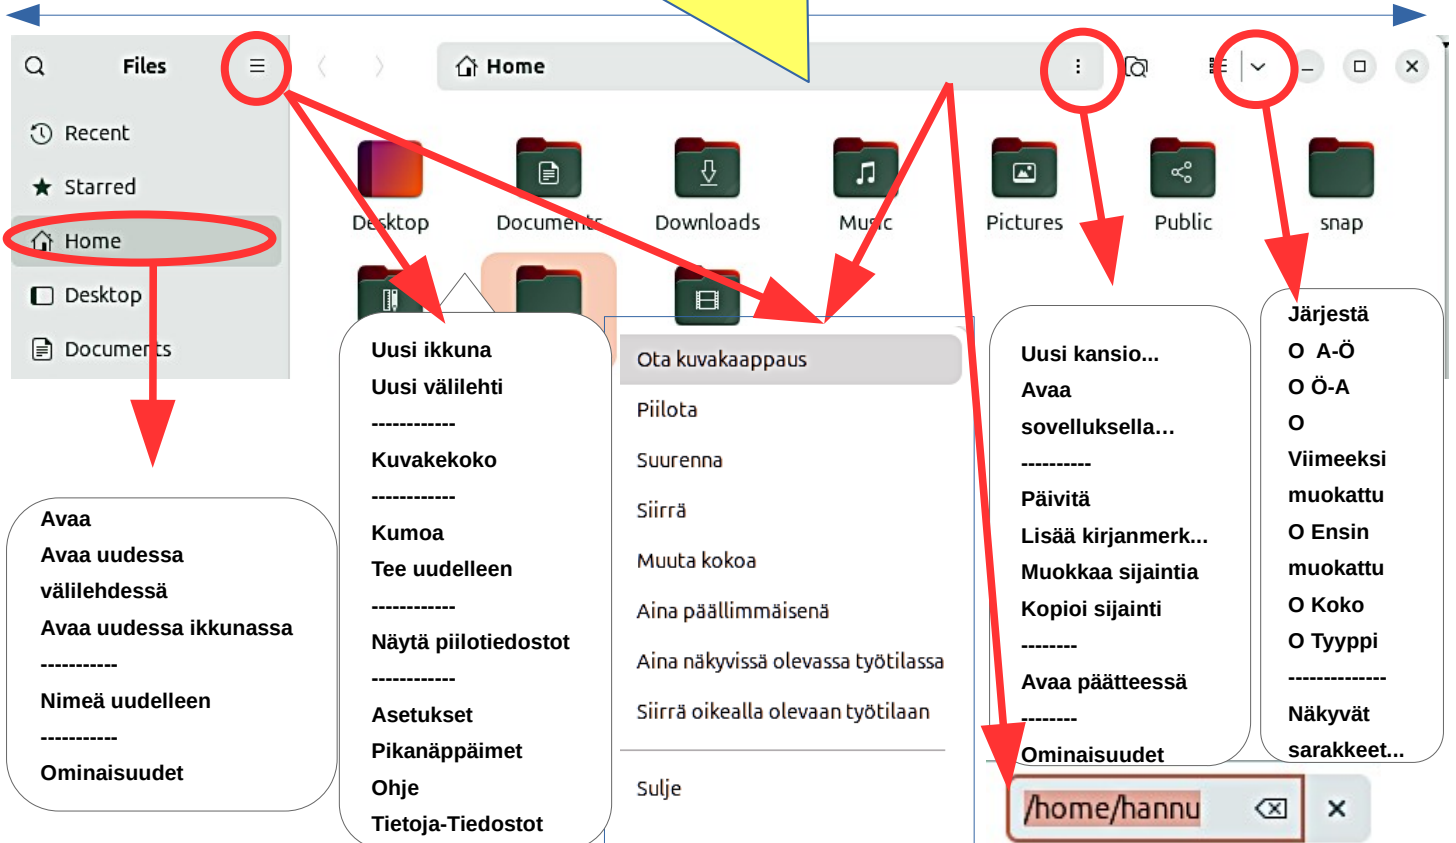 Files
Home
Recent
Starred
Home
Desktop
Documents
Desktop
Documents
Downloads
Music
Pictures
Public
snap
Avaa
Avaa uudessa
välilehdessä
Avaa uudessa ikkunassa
-----------
Nimeä uudelleen
-----------
Ominaisuudet
Uusi ikkuna
Uusi välilehti
------------
Kuvakekoko
------------
Kumoa
Tee uudelleen
------------
Näytä piilotiedostot
------------
Asetukset
Pikanäppäimet
Ohje
Tietoja-Tiedostot
Ota kuvakaappaus
Piilota
Suurenna
Siirrä
Muuta kokoa
Aina päällimmäisenä
Aina näkyvissä olevassa työtilassa
Siirrä oikealla olevaan työtilaan
Sulje
Uusi kansio...
Avaa
sovelluksella…
----------
Päivitä
Lisää kirjanmerk...
Muokkaa sijaintia
Kopioi sijainti
--------
Avaa päätteessä
--------
Ominaisuudet
Järjestä
O  A-Ö
O Ö-A
O
Viimeeksi
muokattu
O Ensin
muokattu
O Koko
O Tyyppi
--------------
Näkyvät
sarakkeet...
/home/hannu